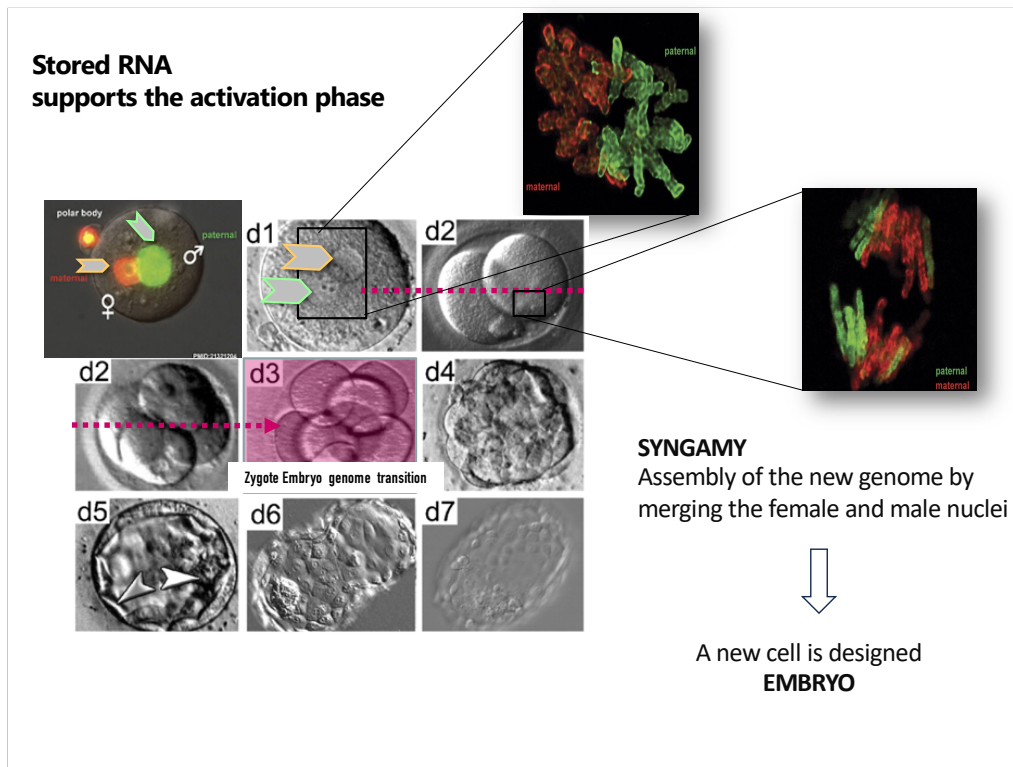 Stored RNA
supports the activation phase
paternal
maternal
polar body
paternal
♂
maternal
♀
PMID:21321204
d1
d2
paternal
maternal
d2
d3
d4
Zygote Embryo genome transition
d5
d6
d7
SYNGAMY
Assembly of the new genome by
merging the female and male nuclei
A new cell is designed
EMBRYO